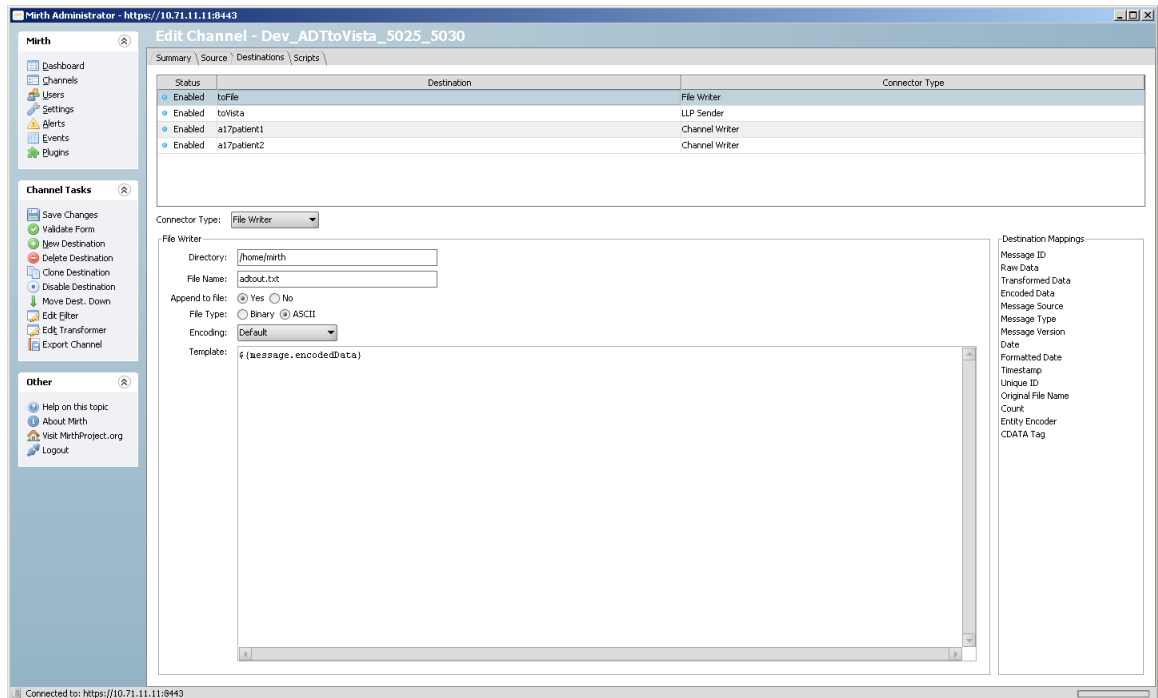 Mirth Administrator - https://10.71.11.11:8443
Mirth
Dashboard
Channels
Users
Settings
Alerts
Events
Plugins
Channel Tasks
Save Changes
Validate Form
New Destination
Delete Destination
Clone Destination
Disable Destination
Move Dest. Down
Edit Filter
Edit Transformer
Export Channel
Other
Help on this topic
About Mirth
Visit MirthProject.org
Logout
Edit Channel - Dev_ADTtoVista_5025_5030
Summary Source Destinations Scripts
Status Destination Connector Type
Enabled toFile File Writer
Enabled toVista LLP Sender
Enabled a17patient1 Channel Writer
Enabled a17patient2 Channel Writer
Connector Type: File Writer
File Writer
Directory: /home/mirth
File Name: adtout.txt
Append to file: Yes No
File Type: Binary ASCII
Encoding: Default
Template: ${message.encodedData}
Destination Mappings
Message ID
Raw Data
Transformed Data
Encoded Data
Message Source
Message Type
Message Version
Date
Formatted Date
Timestamp
Unique ID
Original File Name
Count
Entity Encoder
CDATA Tag
Connected to: https://10.71.11.11:8443